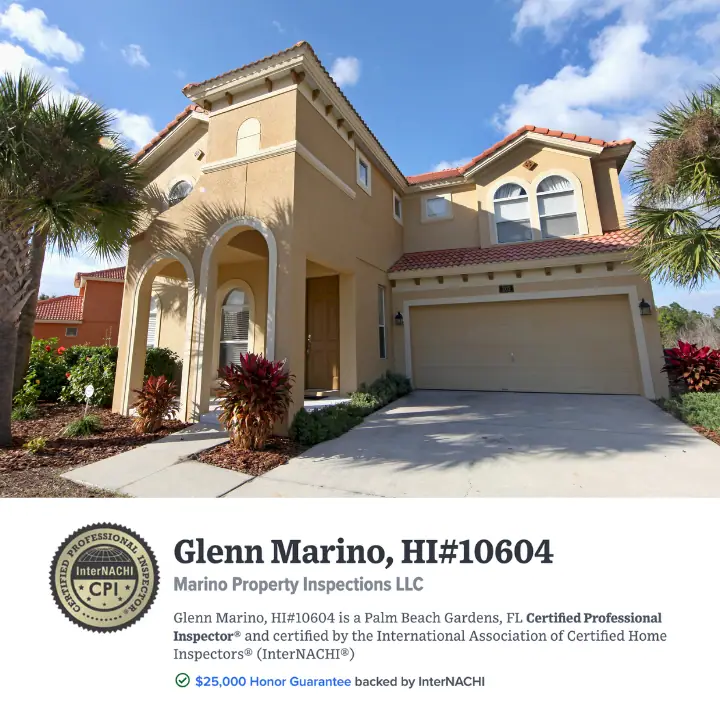 CERTIFIED PROFESSIONAL INSPECTOR®
InterNACHI
CPI
Glenn Marino, HI#10604
Marino Property Inspections LLC
Glenn Marino, HI#10604 is a Palm Beach Gardens, FL Certified Professional
Inspector® and certified by the International Association of Certified Home
Inspectors® (InterNACHI®)
$25,000 Honor Guarantee backed by InterNACHI